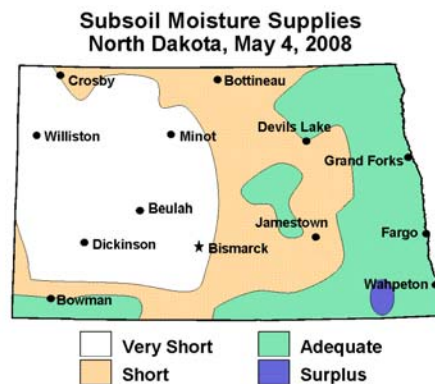 Subsoil Moisture Supplies
North Dakota, May 4, 2008
Crosby
Bottineau
Williston
Minot
Devils Lake
Grand Forks
Beulah
Jamestown
Fargo
Dickinson
Bismarck
Wahpeton
Bowman
Very Short
Adequate
Short
Surplus